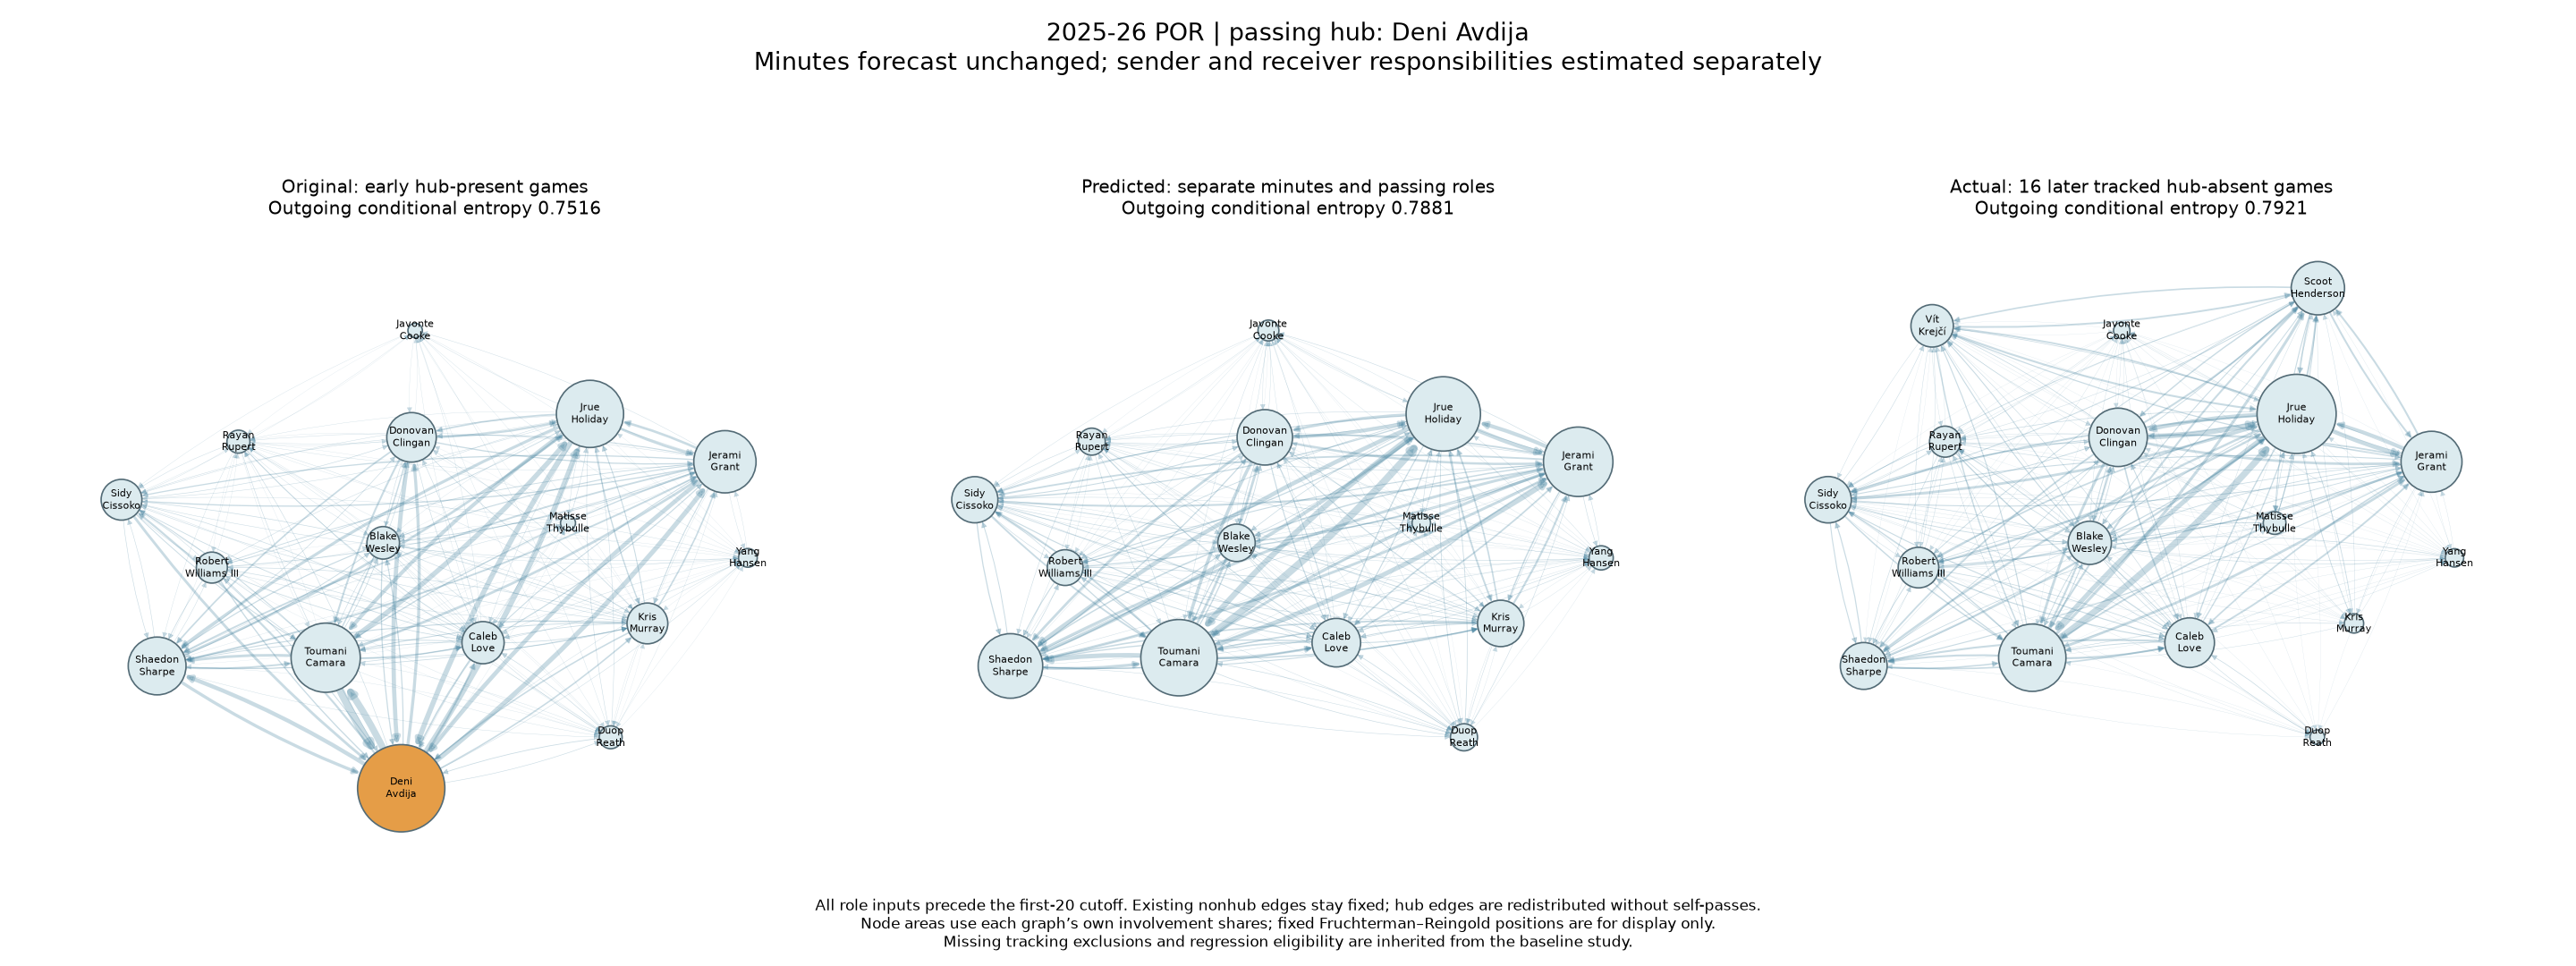 2025-26 POR | passing hub: Deni Avdija
Minutes forecast unchanged; sender and receiver responsibilities estimated separately
Original: early hub-present games
Outgoing conditional entropy 0.7516
Javonte
Cooke
Jrue
Holiday
Rayan
Rupert
Donovan
Clingan
Jerami
Grant
Sidy
Cissoko
Matisse
Thybulle
Blake
Wesley
Yang
Hansen
Robert
Williams III
Kris
Murray
Caleb
Love
Shaedon
Sharpe
Toumani
Camara
Duop
Reath
Deni
Avdija
Predicted: separate minutes and passing roles
Outgoing conditional entropy 0.7881
Javonte
Cooke
Jrue
Holiday
Rayan
Rupert
Donovan
Clingan
Jerami
Grant
Sidy
Cissoko
Matisse
Thybulle
Blake
Wesley
Yang
Hansen
Robert
Williams III
Kris
Murray
Caleb
Love
Shaedon
Sharpe
Toumani
Camara
Duop
Reath
Actual: 16 later tracked hub-absent games
Outgoing conditional entropy 0.7921
Scoot
Henderson
Vít
Krejčí
Javonte
Cooke
Jrue
Holiday
Rayan
Rupert
Donovan
Clingan
Jerami
Grant
Sidy
Cissoko
Matisse
Thybulle
Blake
Wesley
Yang
Hansen
Robert
Williams III
Kris
Murray
Caleb
Love
Shaedon
Sharpe
Toumani
Camara
Duop
Reath
All role inputs precede the first-20 cutoff. Existing nonhub edges stay fixed; hub edges are redistributed without self-passes.
Node areas use each graph’s own involvement shares; fixed Fruchterman–Reingold positions are for display only.
Missing tracking exclusions and regression eligibility are inherited from the baseline study.